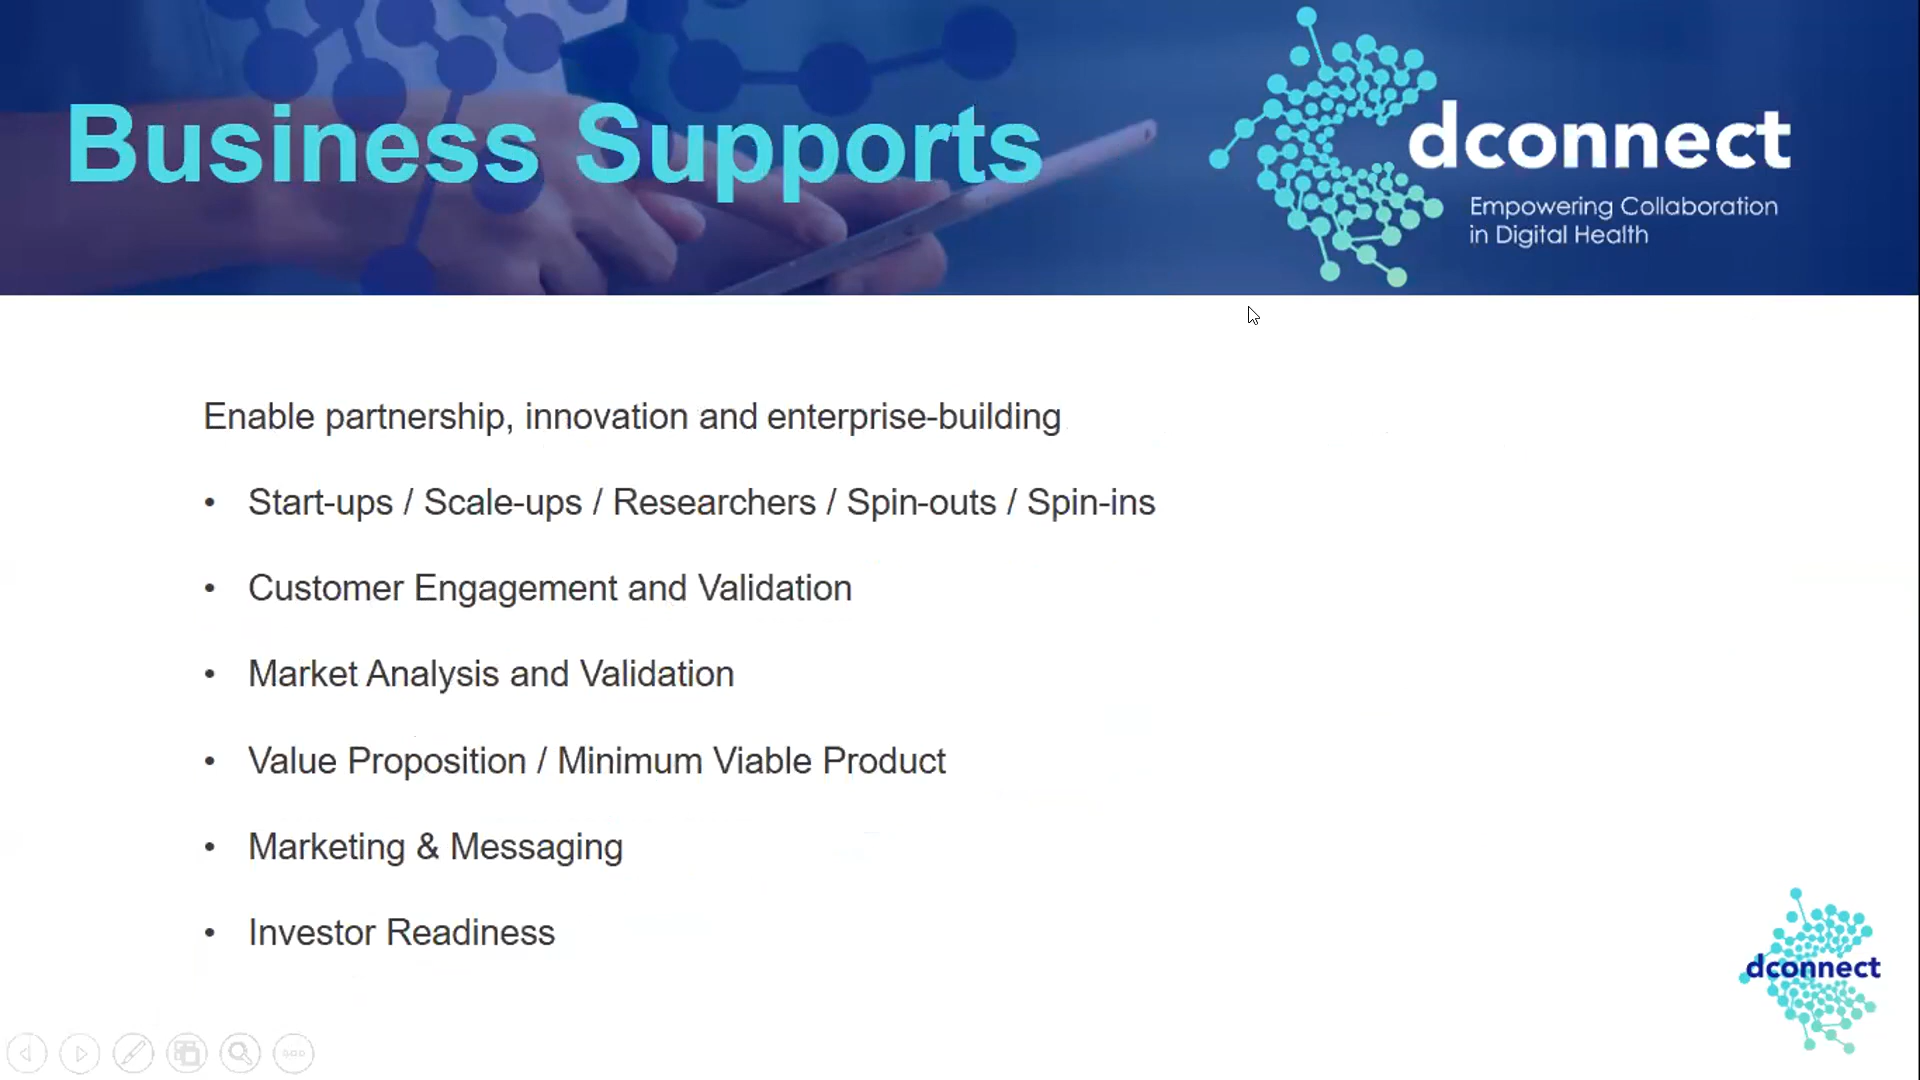 Business Supports
dconnect
Empowering Collaboration
in Digital Health
Enable partnership, innovation and enterprise-building
• Start-ups / Scale-ups / Researchers / Spin-outs / Spin-ins
• Customer Engagement and Validation
• Market Analysis and Validation
• Value Proposition / Minimum Viable Product
• Marketing & Messaging
• Investor Readiness
dconnect